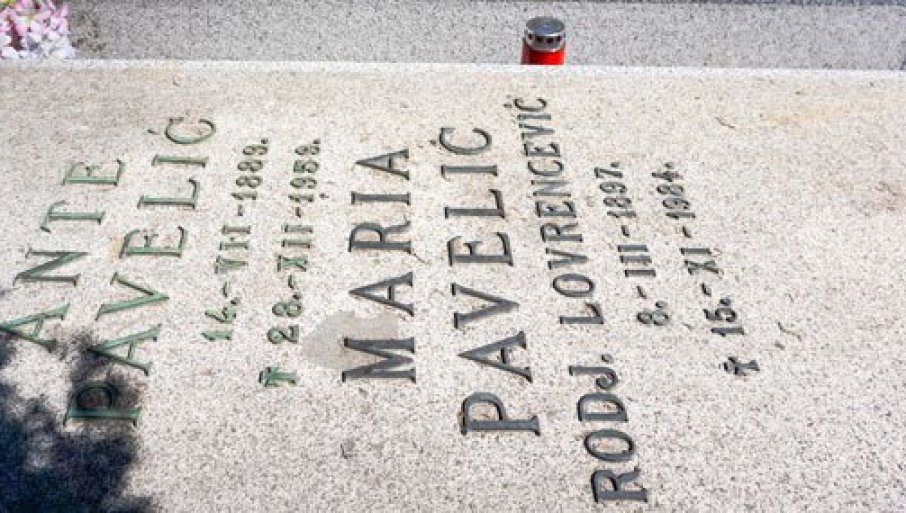 ANTE
PAVELIĆ
14.-VII-1889.
✝ 28.-XII-1959.
MARIA
PAVELIĆ
RODJ. LOVRENCEVIĆ
8.-III-1897.
✝ 15.-XI-1984.